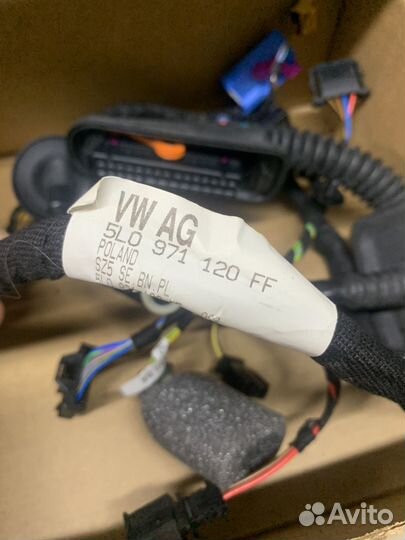 VW AG
5L0 971 120 FF
POLAND
SZ5 SE BN PL
Avito